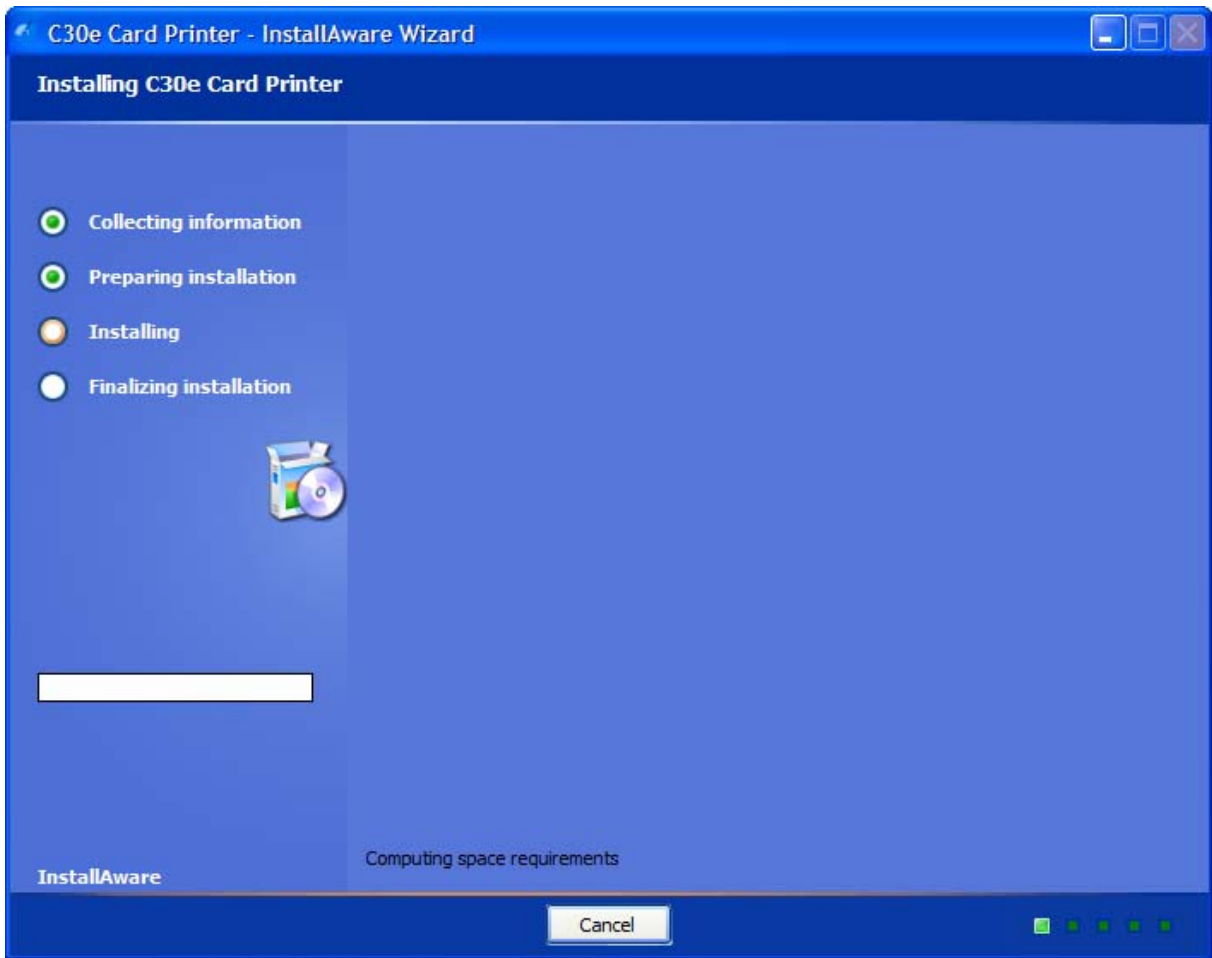 C30e Card Printer - InstallAware Wizard
Installing C30e Card Printer
Collecting information
Preparing installation
Installing
Finalizing installation
Computing space requirements
InstallAware
Cancel